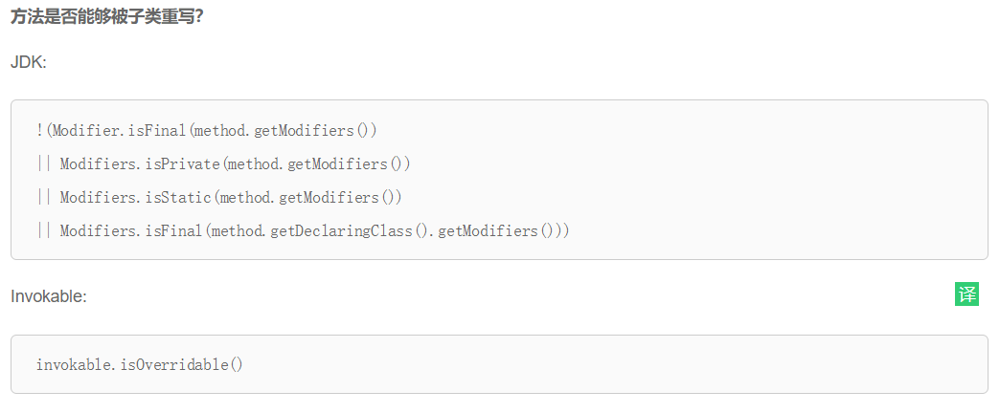 方法是否能够被子类重写?
JDK:
!(Modifier.isFinal(method.getModifiers())
|| Modifiers.isPrivate(method.getModifiers())
|| Modifiers.isStatic(method.getModifiers())
|| Modifiers.isFinal(method.getDeclaringClass().getModifiers()))
Invokable:
译
invokable.isOverridable()